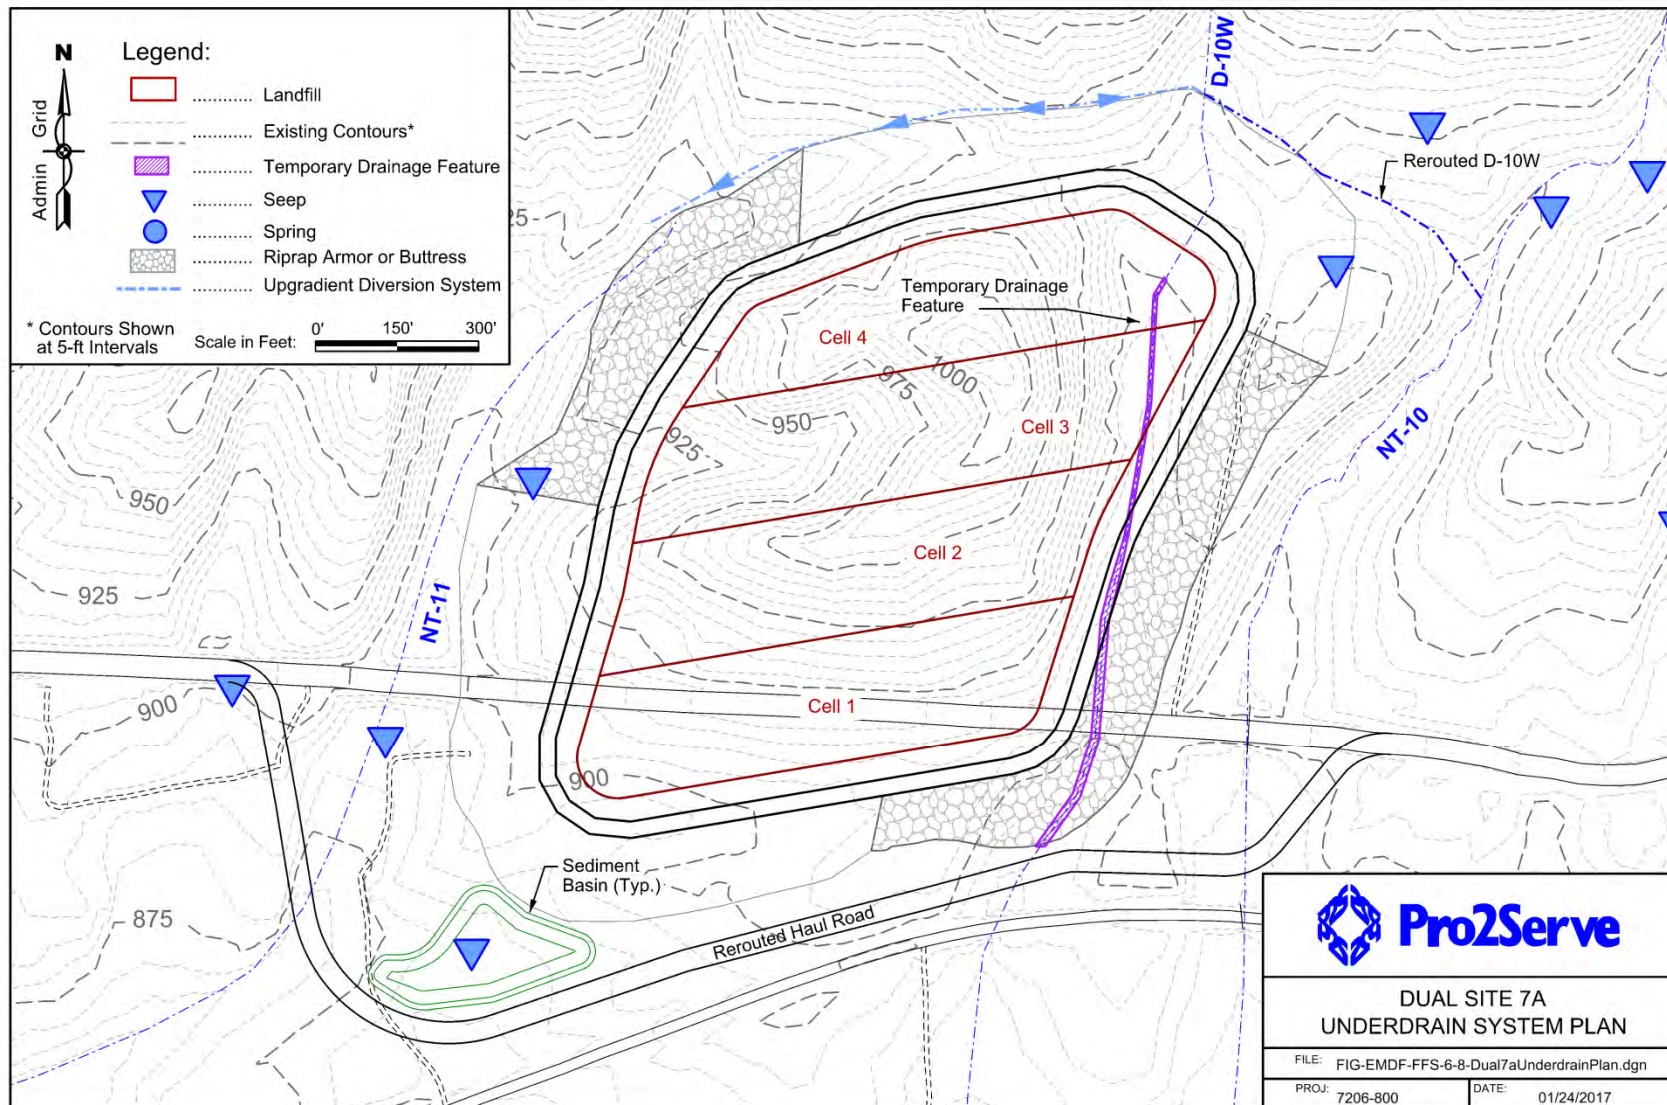 Legend:
N
Grid
Admin
........... Landfill
........... Existing Contours*
........... Temporary Drainage Feature
........... Seep
........... Spring
........... Riprap Armor or Buttress
........... Upgradient Diversion System
* Contours Shown
at 5-ft Intervals
Scale in Feet:
0'
150'
300'
D-10W
Rerouted D-10W
25
Temporary Drainage
Feature
Cell 4
1000
975
950
925
Cell 3
NT-10
950
Cell 2
925
NT-11
900
Cell 1
900
Sediment
Basin (Typ.)
875
Rerouted Haul Road
Pro2Serve
DUAL SITE 7A
UNDERDRAIN SYSTEM PLAN
FILE: FIG-EMDF-FFS-6-8-Dual7aUnderdrainPlan.dgn
PROJ: 7206-800
DATE: 01/24/2017